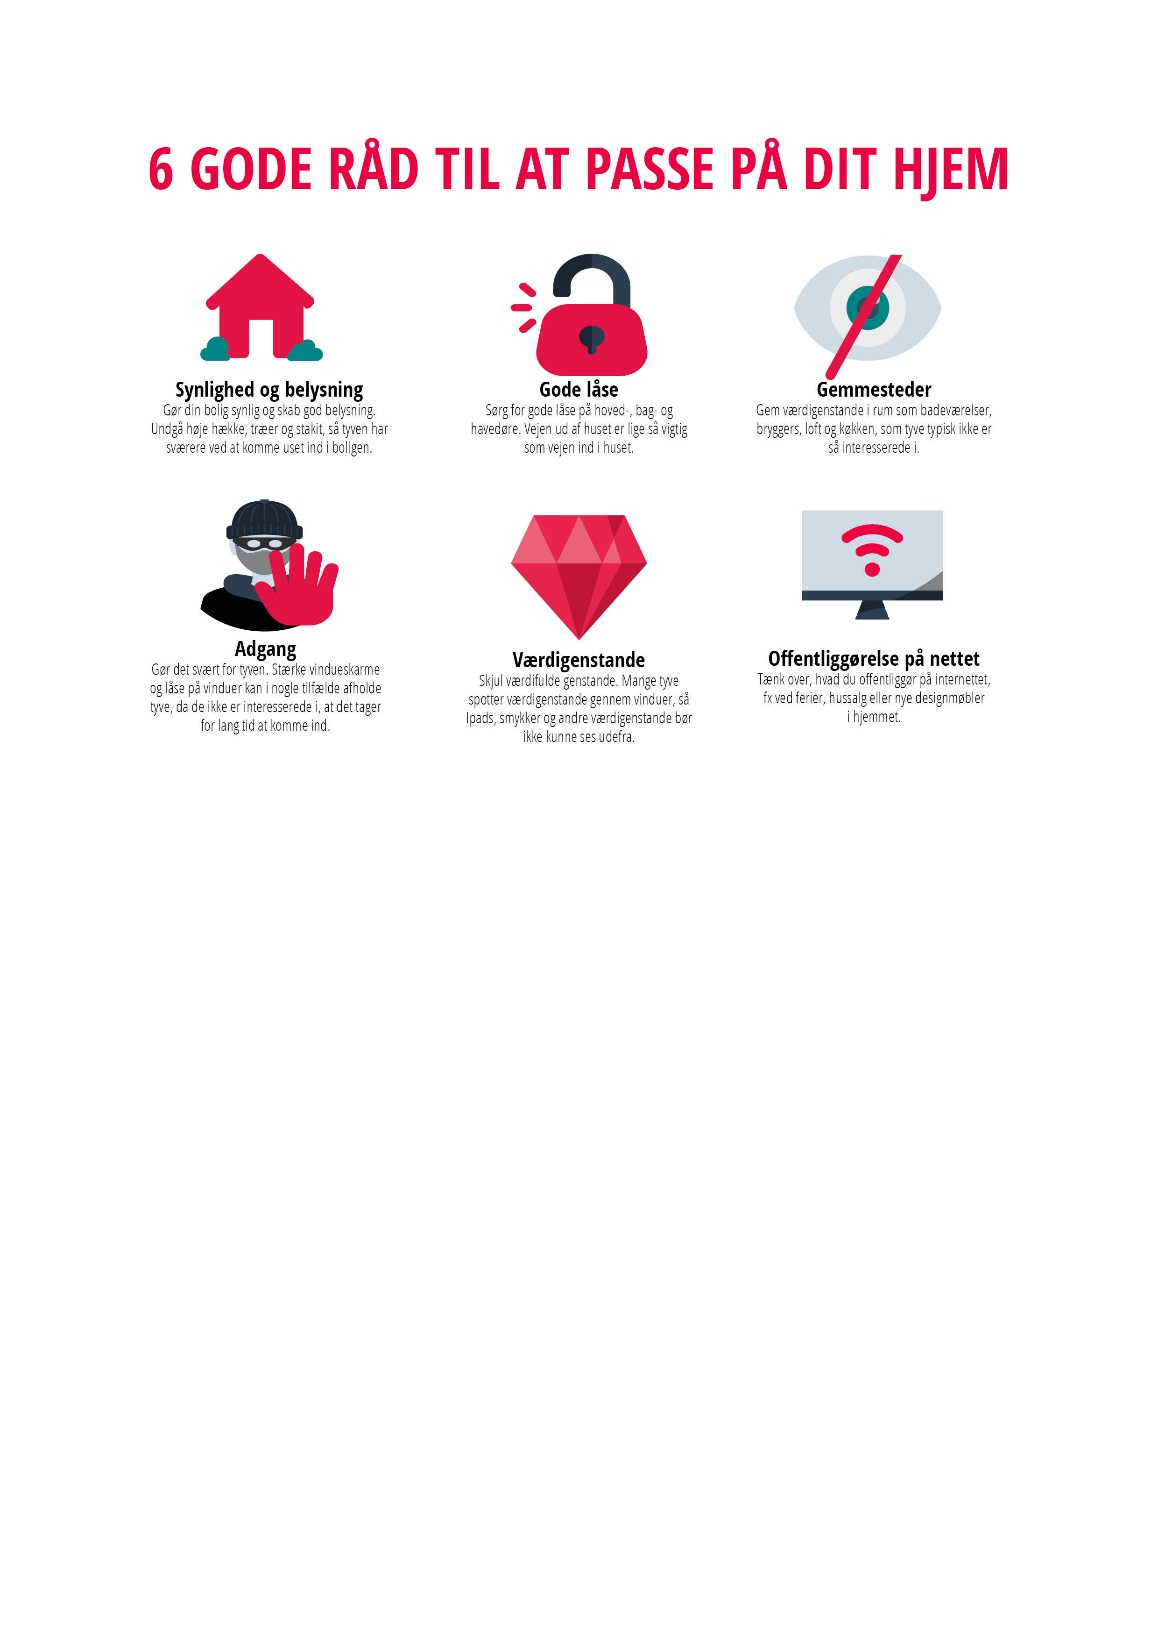 6 GODE RÅD TIL AT PASSE PÅ DIT HJEM
Synlighed og belysning
Gør din bolig synlig og skab god belysning.
Undgå høje hække, træer og stakit, så tyven har
sværere ved at komme uset ind i boligen.
Gode låse
Sørg for gode låse på hoved-, bag- og
havedøre. Vejen ud af huset er lige så vigtig
som vejen ind i huset.
Gemmesteder
Gem værdigenstande i rum som badeværelser,
bryggers, loft og køkken, som tyve typisk ikke er
så interesserede i.
Adgang
Gør det svært for tyven. Stærke vindueskarme
og låse på vinduer kan i nogle tilfælde afholde
tyve, da de ikke er interesserede i, at det tager
for lang tid at komme ind.
Værdigenstande
Skjul værdifulde genstande. Mange tyve
spotter værdigenstande gennem vinduer, så
Ipads, smykker og andre værdigenstande bør
ikke kunne ses udefra.
Offentliggørelse på nettet
Tænk over, hvad du offentliggør på internettet,
fx ved ferier, hussalg eller nye designmøbler
i hjemmet.